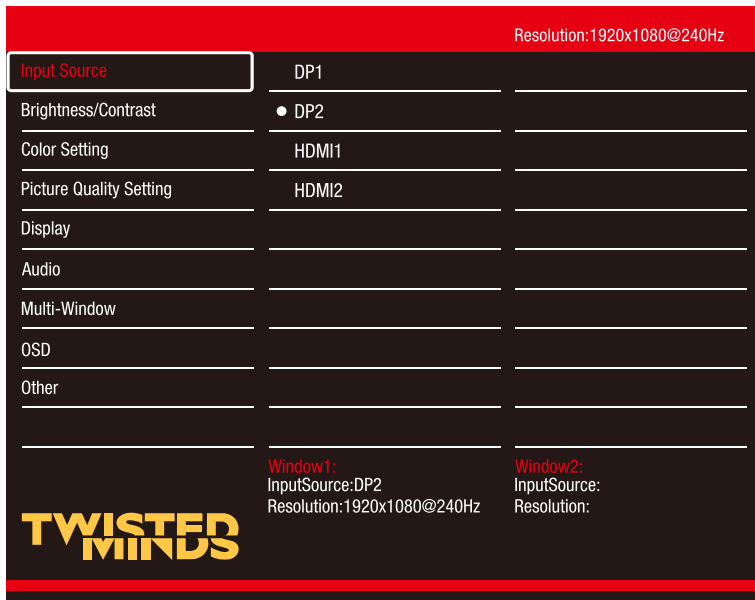 Resolution:1920x1080@240Hz
Input Source
DP1
Brightness/Contrast
DP2
Color Setting
HDMI1
Picture Quality Setting
HDMI2
Display
Audio
Multi-Window
OSD
Other
Window1:
InputSource:DP2
Resolution:1920x1080@240Hz
Window2:
InputSource:
Resolution:
TWISTED
MINDS